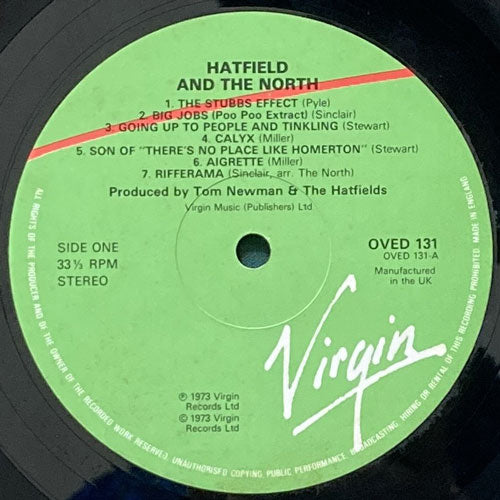 HATFIELD
AND THE NORTH
1. THE STUBBS EFFECT (Pyle)
2. BIG JOBS (Poo Poo Extract) (Sinclair)
3. GOING UP TO PEOPLE AND TINKLING (Stewart)
4. CALYX (Miller)
5. SON OF "THERE'S NO PLACE LIKE HOMERTON" (Stewart)
6. AIGRETTE (Miller)
7. RIFFERAMA (Sinclair, arr. The North)
Produced by Tom Newman & The Hatfields
Virgin Music (Publishers) Ltd
SIDE ONE
33⅓ RPM
STEREO
OVED 131
OVED 131-A
Manufactured
in the UK
Virgin
℗ 1973 Virgin
Records Ltd
© 1973 Virgin
Records Ltd
ALL RIGHTS OF THE PRODUCER AND OF THE OWNER OF THE RECORDED WORK RESERVED. UNAUTHORISED COPYING, PUBLIC PERFORMANCE, BROADCASTING, HIRING OR RENTAL OF THIS RECORDING PROHIBITED. MADE IN ENGLAND